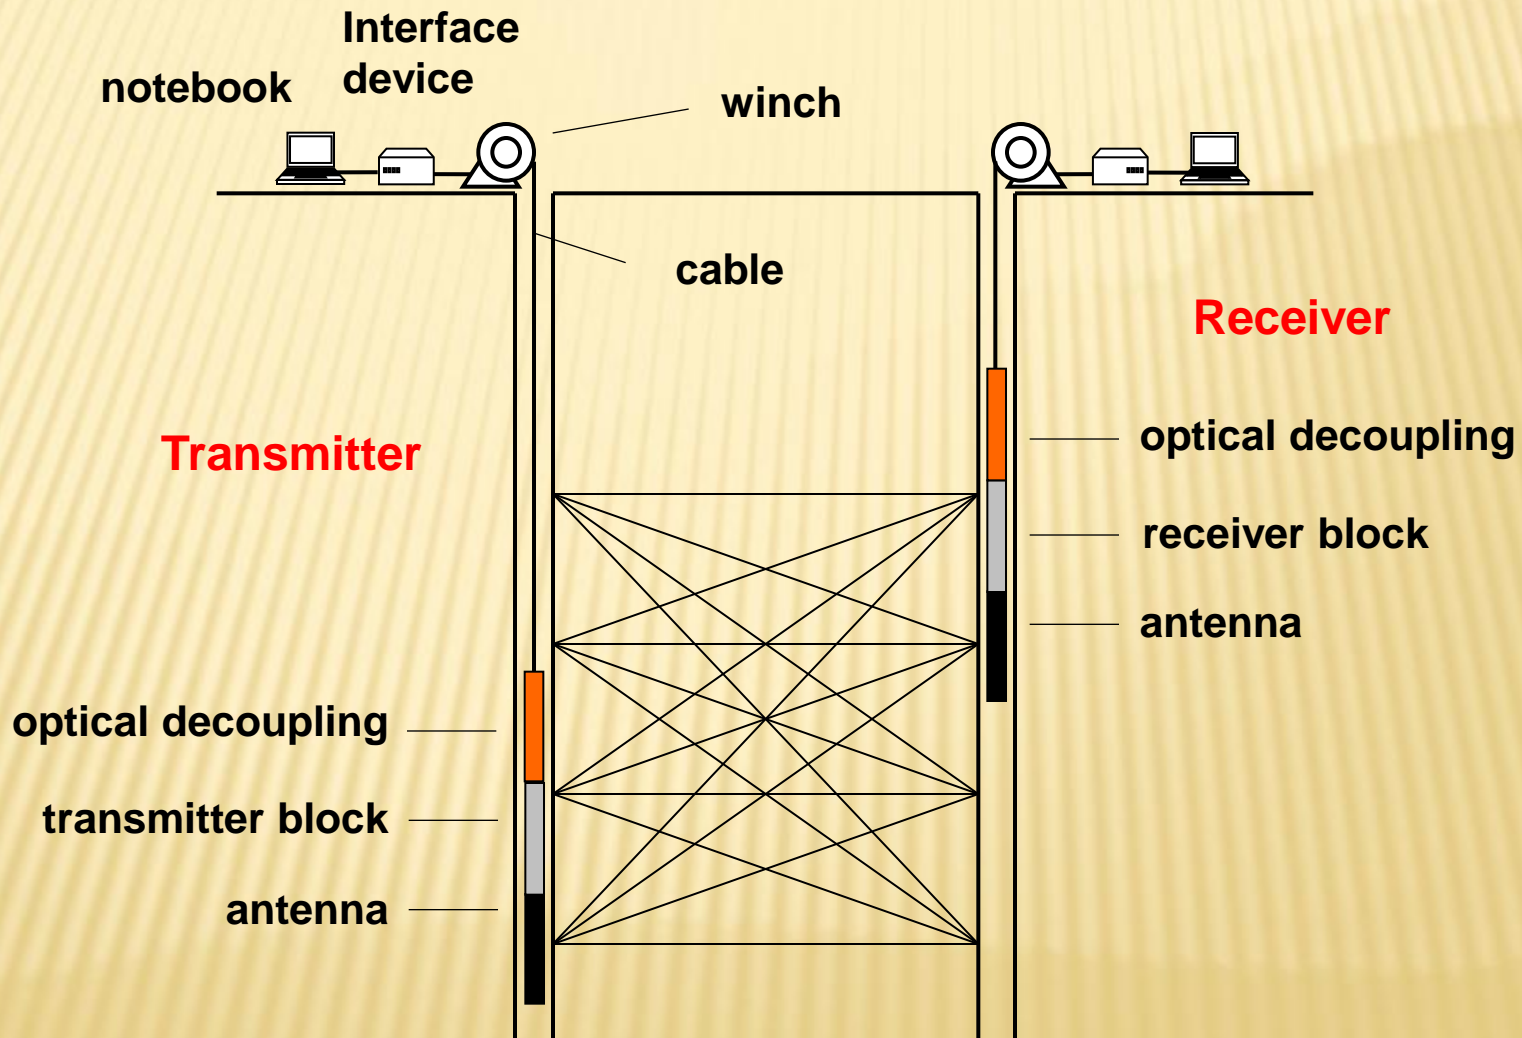 Interface
device
notebook
winch
cable
Receiver
Transmitter
optical decoupling
receiver block
antenna
optical decoupling
transmitter block
antenna